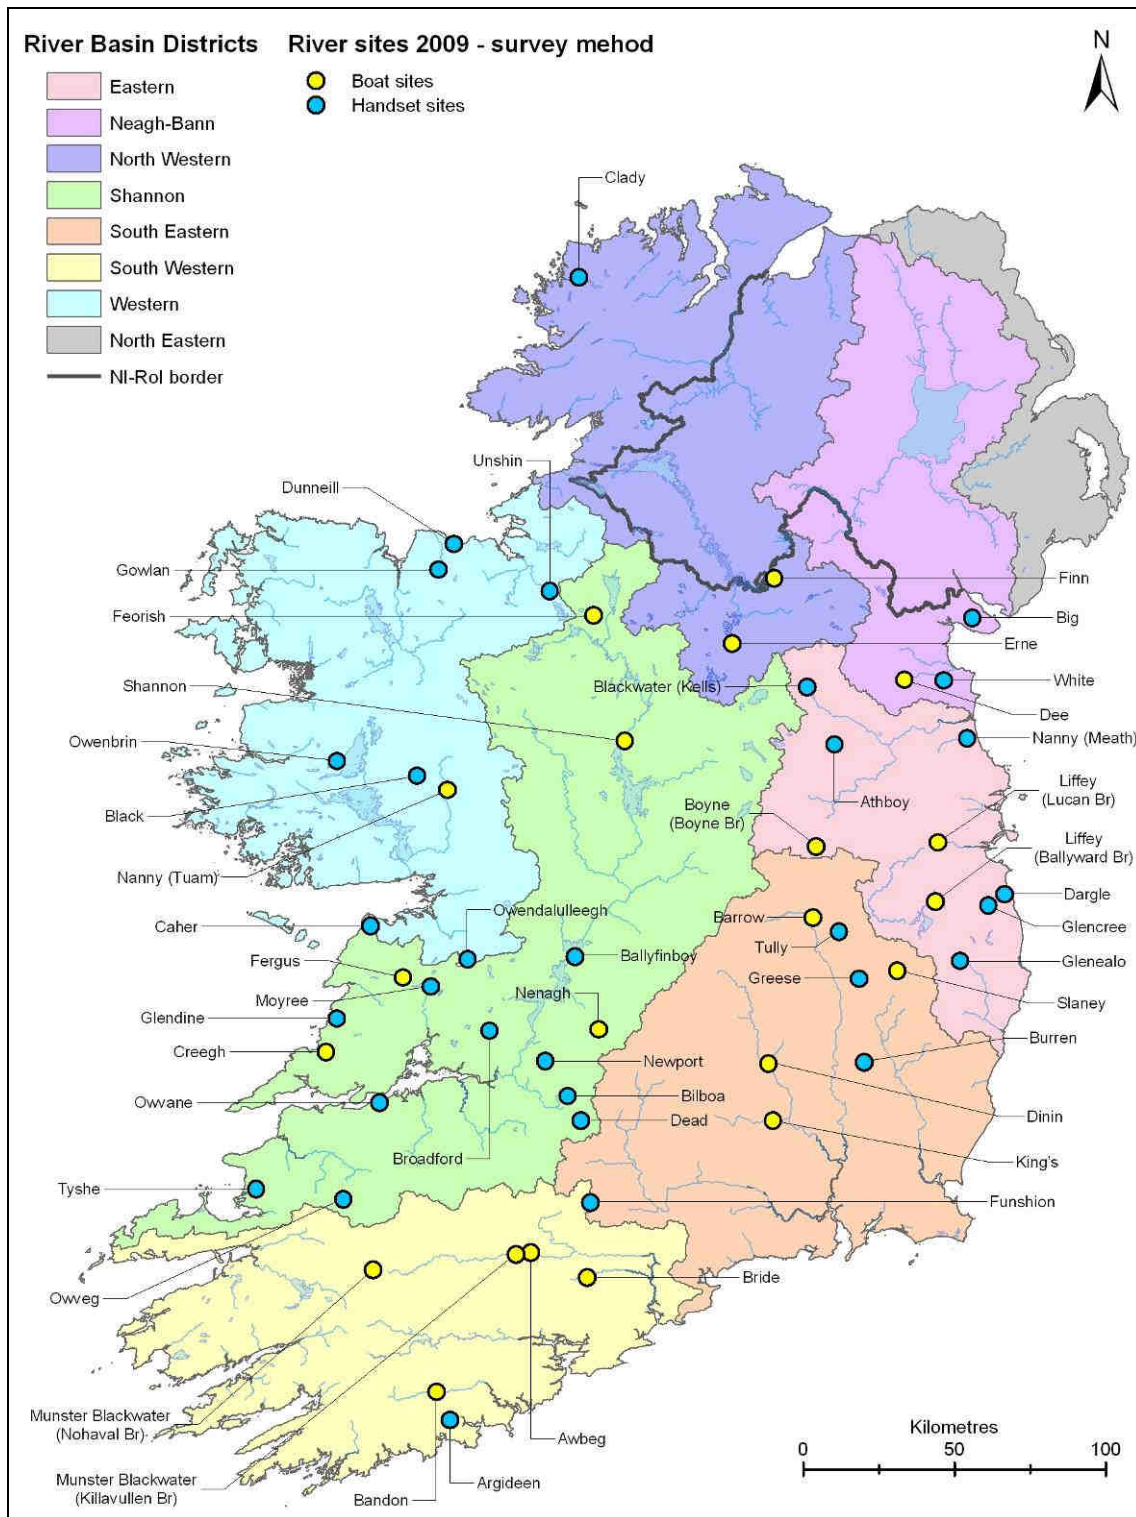 River Basin Districts
Eastern
Neagh-Bann
North Western
Shannon
South Eastern
South Western
Western
North Eastern
NI-RoI border
River sites 2009 - survey mehod
Boat sites
Handset sites
N
Clady
Unshin
Dunneill
Gowlan
Feorish
Finn
Big
Erne
Shannon
Blackwater (Kells)
White
Dee
Owenbrin
Nanny (Meath)
Black
Athboy
Liffey
(Lucan Br)
Boyne
(Boyne Br)
Liffey
(Ballyward Br)
Nanny (Tuam)
Dargle
Owendalulleegh
Barrow
Caher
Glencree
Tully
Fergus
Ballyfinboy
Glenealo
Greese
Moyree
Nenagh
Slaney
Glendine
Burren
Creegh
Newport
Bilboa
Owvane
Dead
Dinin
Broadford
King's
Tyshe
Funshion
Owveg
Bride
Munster Blackwater
(Nohaval Br)
Kilometres
0 50 100
Awbeg
Munster Blackwater
(Killavullen Br)
Argideen
Bandon